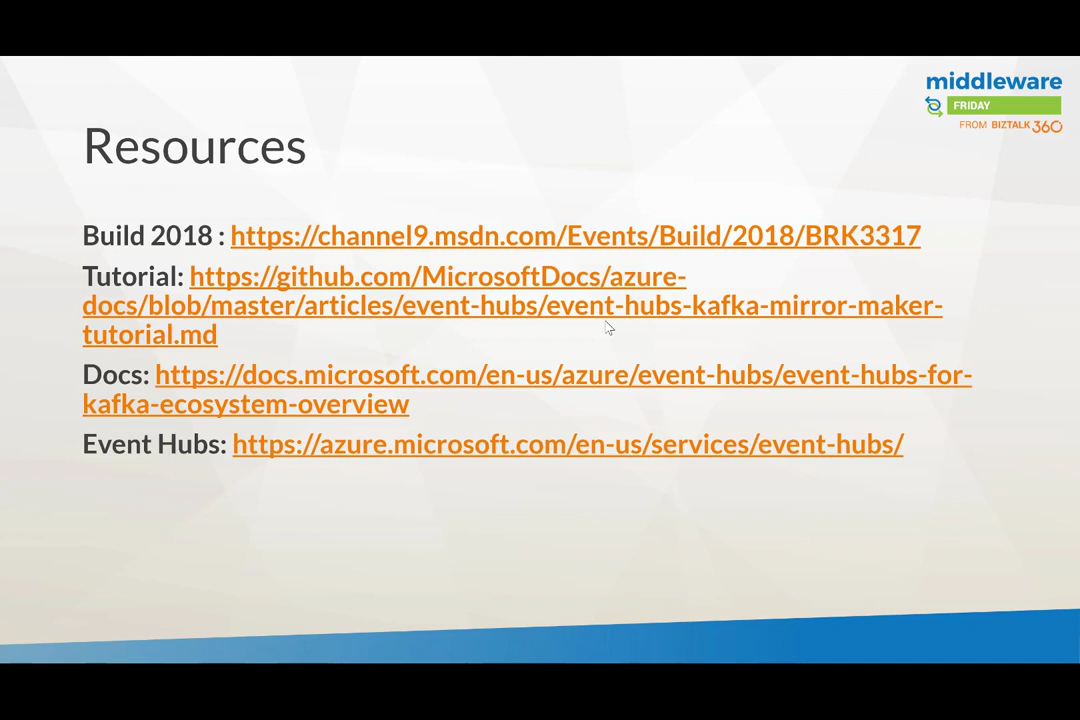 middleware
FRIDAY
FROM BIZTALK360
Resources
Build 2018 : https://channel9.msdn.com/Events/Build/2018/BRK3317
Tutorial: https://github.com/MicrosoftDocs/azure-
docs/blob/master/articles/event-hubs/event-hubs-kafka-mirror-maker-
tutorial.md
Docs: https://docs.microsoft.com/en-us/azure/event-hubs/event-hubs-for-
kafka-ecosystem-overview
Event Hubs: https://azure.microsoft.com/en-us/services/event-hubs/